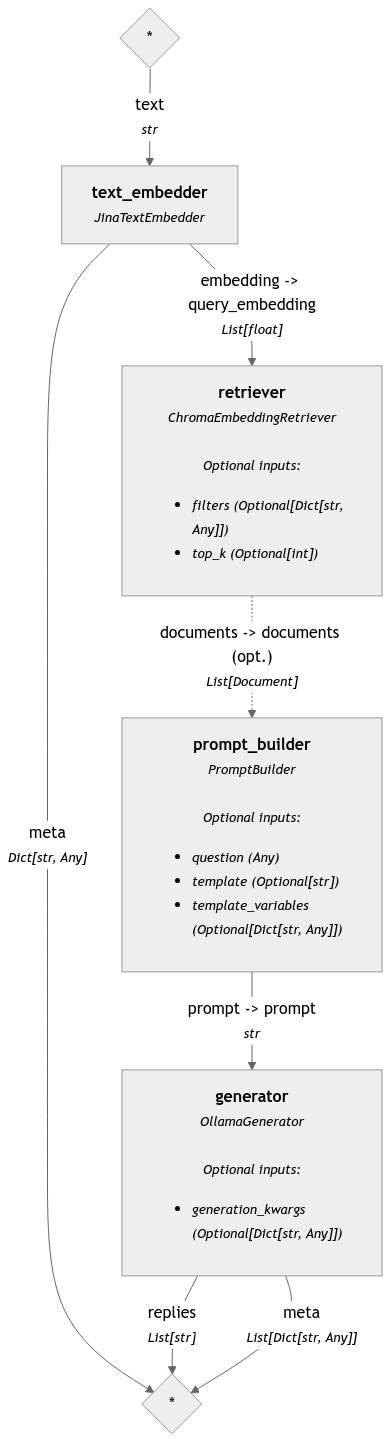 *
text
str
text_embedder
JinaTextEmbedder
embedding ->
query_embedding
List[float]
retriever
ChromaEmbeddingRetriever
Optional inputs:
• filters (Optional[Dict[str,
Any]])
• top_k (Optional[int])
documents -> documents
(opt.)
List[Document]
prompt_builder
PromptBuilder
Optional inputs:
• question (Any)
• template (Optional[str])
• template_variables
(Optional[Dict[str, Any]])
meta
Dict[str, Any]
prompt -> prompt
str
generator
OllamaGenerator
Optional inputs:
• generation_kwargs
(Optional[Dict[str, Any]])
replies
List[str]
meta
List[Dict[str, Any]]
*